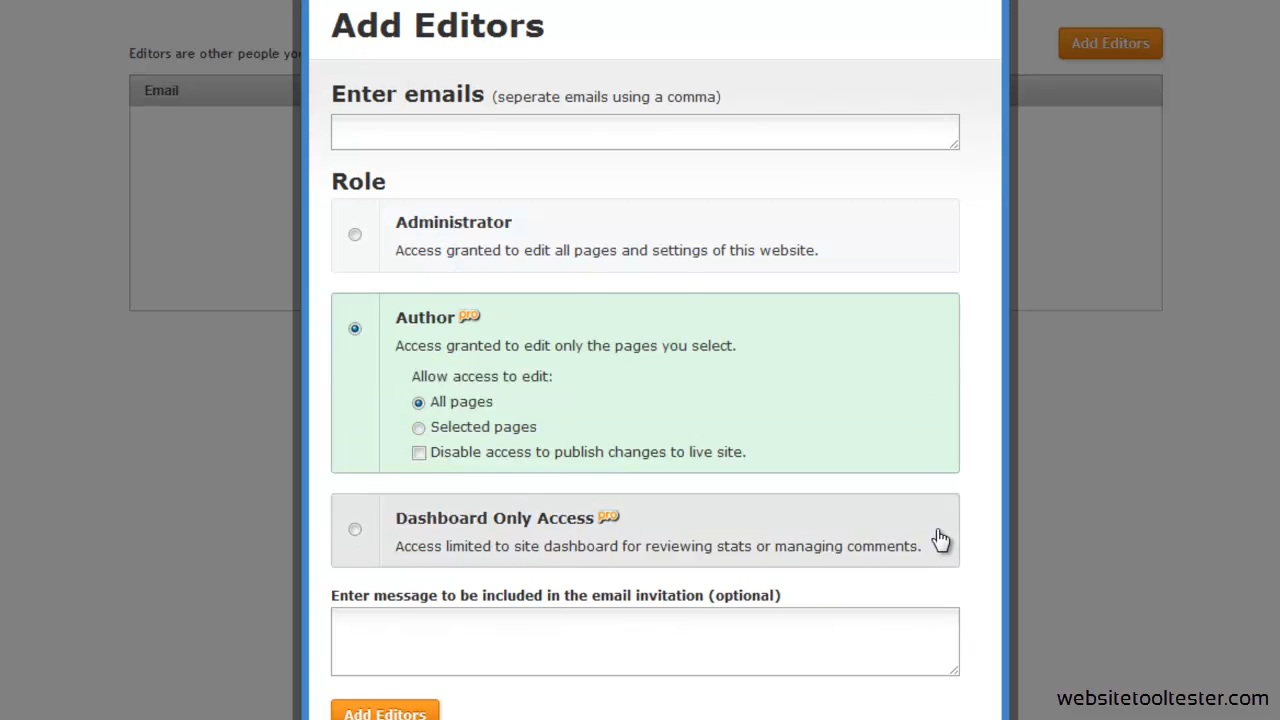 Add Editors
Editors are other people yo
Add Editors
Email
Enter emails (seperate emails using a comma)
Role
Administrator
Access granted to edit all pages and settings of this website.
Author pro
Access granted to edit only the pages you select.
Allow access to edit:
All pages
Selected pages
Disable access to publish changes to live site.
Dashboard Only Access pro
Access limited to site dashboard for reviewing stats or managing comments.
Enter message to be included in the email invitation (optional)
Add Editors
websitetooltester.com